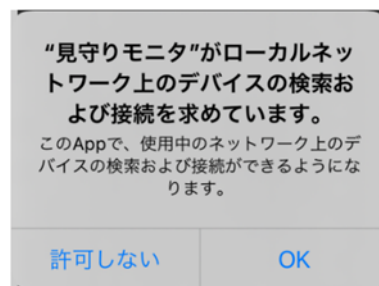 “見守りモニタ”がローカルネッ
トワーク上のデバイスの検索お
よび接続を求めています。
このAppで、使用中のネットワーク上のデ
バイスの検索および接続ができるようにな
ります。
許可しない
OK